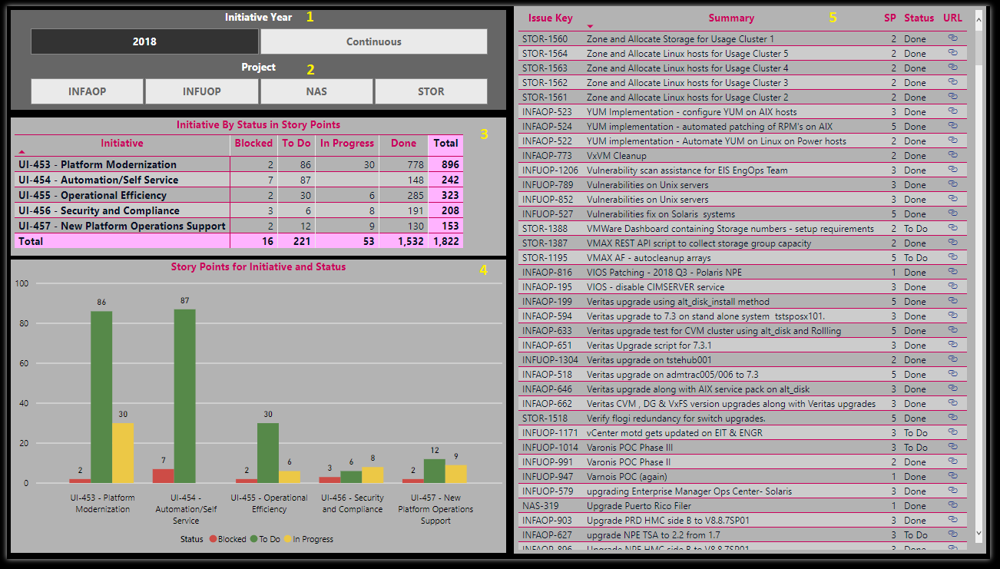 Initiative Year 1
2018 Continuous
Project 2
INFAOP INFUOP NAS STOR
Initiative By Status in Story Points
3
Initiative Blocked To Do In Progress Done Total
UI-453 - Platform Modernization 2 86 30 778 896
UI-454 - Automation/Self Service 7 87 148 242
UI-455 - Operational Efficiency 2 30 6 285 323
UI-456 - Security and Compliance 3 6 8 191 208
UI-457 - New Platform Operations Support 2 12 9 130 153
Total 16 221 53 1,532 1,822
Story Points for Initiative and Status 4
100
80
60
40
20
0
2 86 30
7 87
2 30 6
3 6 8
2 12 9
UI-453 - Platform
Modernization
UI-454 -
Automation/Self
Service
UI-455 - Operational
Efficiency
UI-456 - Security
and Compliance
UI-457 - New
Platform Operations
Support
Status Blocked To Do In Progress
Issue Key Summary 5 SP Status URL
STOR-1560 Zone and Allocate Storage for Usage Cluster 1 2 Done
STOR-1564 Zone and Allocate Linux hosts for Usage Cluster 5 2 Done
STOR-1563 Zone and Allocate Linux hosts for Usage Cluster 4 2 Done
STOR-1562 Zone and Allocate Linux hosts for Usage Cluster 3 2 Done
STOR-1561 Zone and Allocate Linux hosts for Usage Cluster 2 2 Done
INFAOP-523 YUM Implementation - configure YUM on AIX hosts 3 Done
INFAOP-524 YUM implementation - automated patching of RPM's on AIX 5 Done
INFAOP-522 YUM implementation - Automate YUM on Linux on Power hosts 2 Done
INFAOP-773 VxVM Cleanup 2 Done
INFUOP-1206 Vulnerability scan assistance for EIS EngOps Team 3 Done
INFUOP-789 Vulnerabilities on Unix servers 3 Done
INFUOP-852 Vulnerabilities on Unix servers 3 Done
INFUOP-527 Vulnerabilities fix on Solaris systems 5 Done
STOR-1388 VMWare Dashboard containing Storage numbers - setup requirements 2 To Do
STOR-1387 VMAX REST API script to collect storage group capacity 2 Done
STOR-1195 VMAX AF - autocleanup arrays 5 To Do
INFAOP-816 VIOS Patching - 2018 Q3 - Polaris NPE 1 Done
INFAOP-195 VIOS - disable CIMSERVER service 3 Done
INFAOP-199 Veritas upgrade using alt_disk_install method 5 Done
INFAOP-594 Veritas upgrade to 7.3 on stand alone system tstsposx101. 3 Done
INFAOP-633 Veritas upgrade test for CVM cluster using alt_disk and Rollling 5 Done
INFAOP-651 Veritas Upgrade script for 7.3.1 3 Done
INFUOP-1304 Veritas upgrade on tstehub001 2 Done
INFAOP-518 Veritas upgrade on admtrac005/006 to 7.3 5 Done
INFAOP-646 Veritas upgrade along with AIX service pack on alt_disk 3 Done
INFAOP-662 Veritas CVM , DG & VxFS version upgrades along with Veritas upgrades 3 Done
STOR-1518 Verify flogi redundancy for switch upgrades. 5 Done
INFUOP-1171 vCenter motd gets updated on EIT & ENGR 3 To Do
INFUOP-1014 Varonis POC Phase III 3 To Do
INFUOP-991 Varonis POC Phase II 2 Done
INFUOP-947 Varnois POC (again) 1 Done
INFUOP-579 upgrading Enterprise Manager Ops Center- Solaris 3 Done
NAS-319 Upgrade Puerto Rico Filer 1 Done
INFAOP-903 Upgrade PRD HMC side B to V8.8.7SP01 3 Done
INFAOP-627 upgrade NPE TSA to 2.2 from 1.7 3 To Do
INFAOP-896 Upgrade NPE HMC side B to V8.8.7SP01 3 Done